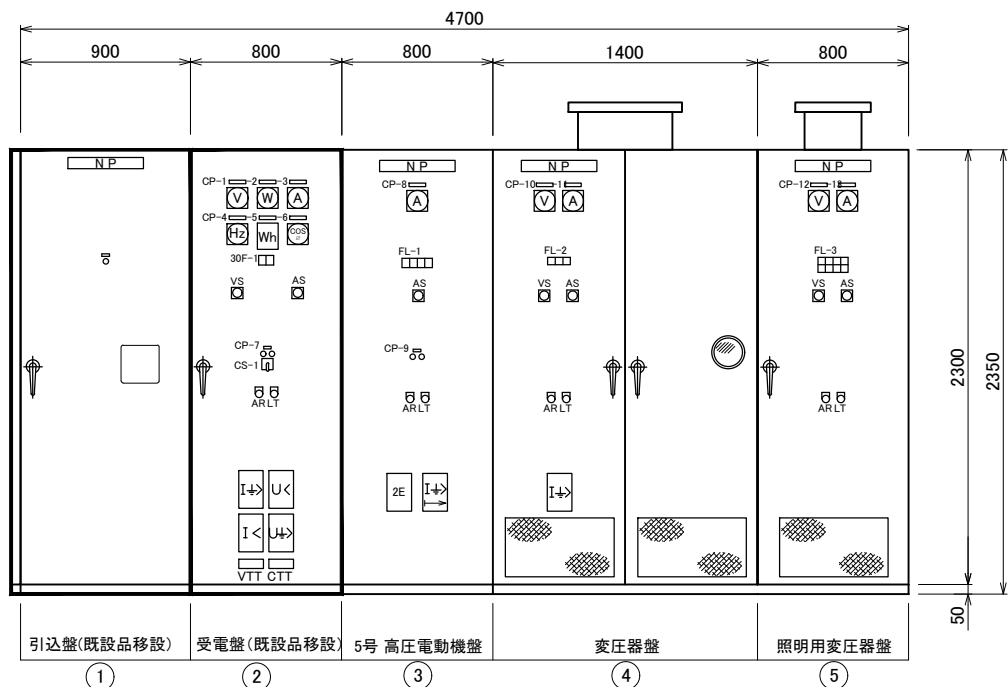 4700
900 800 800 1400 800
NP NP NP NP NP
CP-1 -2 -3 CP-8 CP-10 -11 CP-12 -13
V W A A V A V A
CP-4 -5 -6
Hz Wh COS
30F-1 FL-1 FL-2 FL-3
VS AS AS VS AS VS AS
CP-7 CP-9
CS-1
AR LT AR LT AR LT AR LT
2300
2350
I⏚> U< 2E I⏚> I⏚>
I< U⏚>
VTT CTT
50
引込盤(既設品移設) 受電盤(既設品移設) 5号 高圧電動機盤 変圧器盤 照明用変圧器盤
① ② ③ ④ ⑤